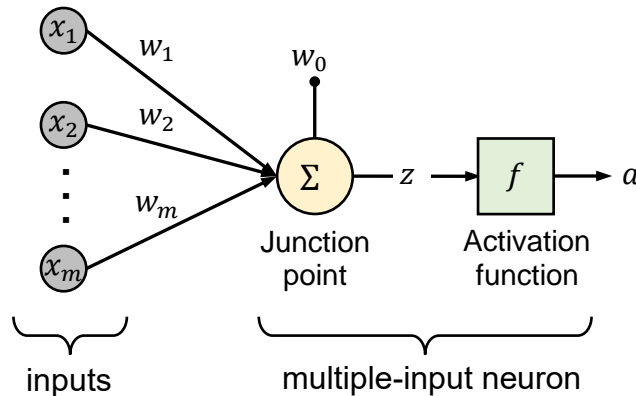 x₁
w₁
w₀
x₂
w₂
Σ
z
f
a
wₘ
xₘ
Junction
point
Activation
function
inputs
multiple-input neuron